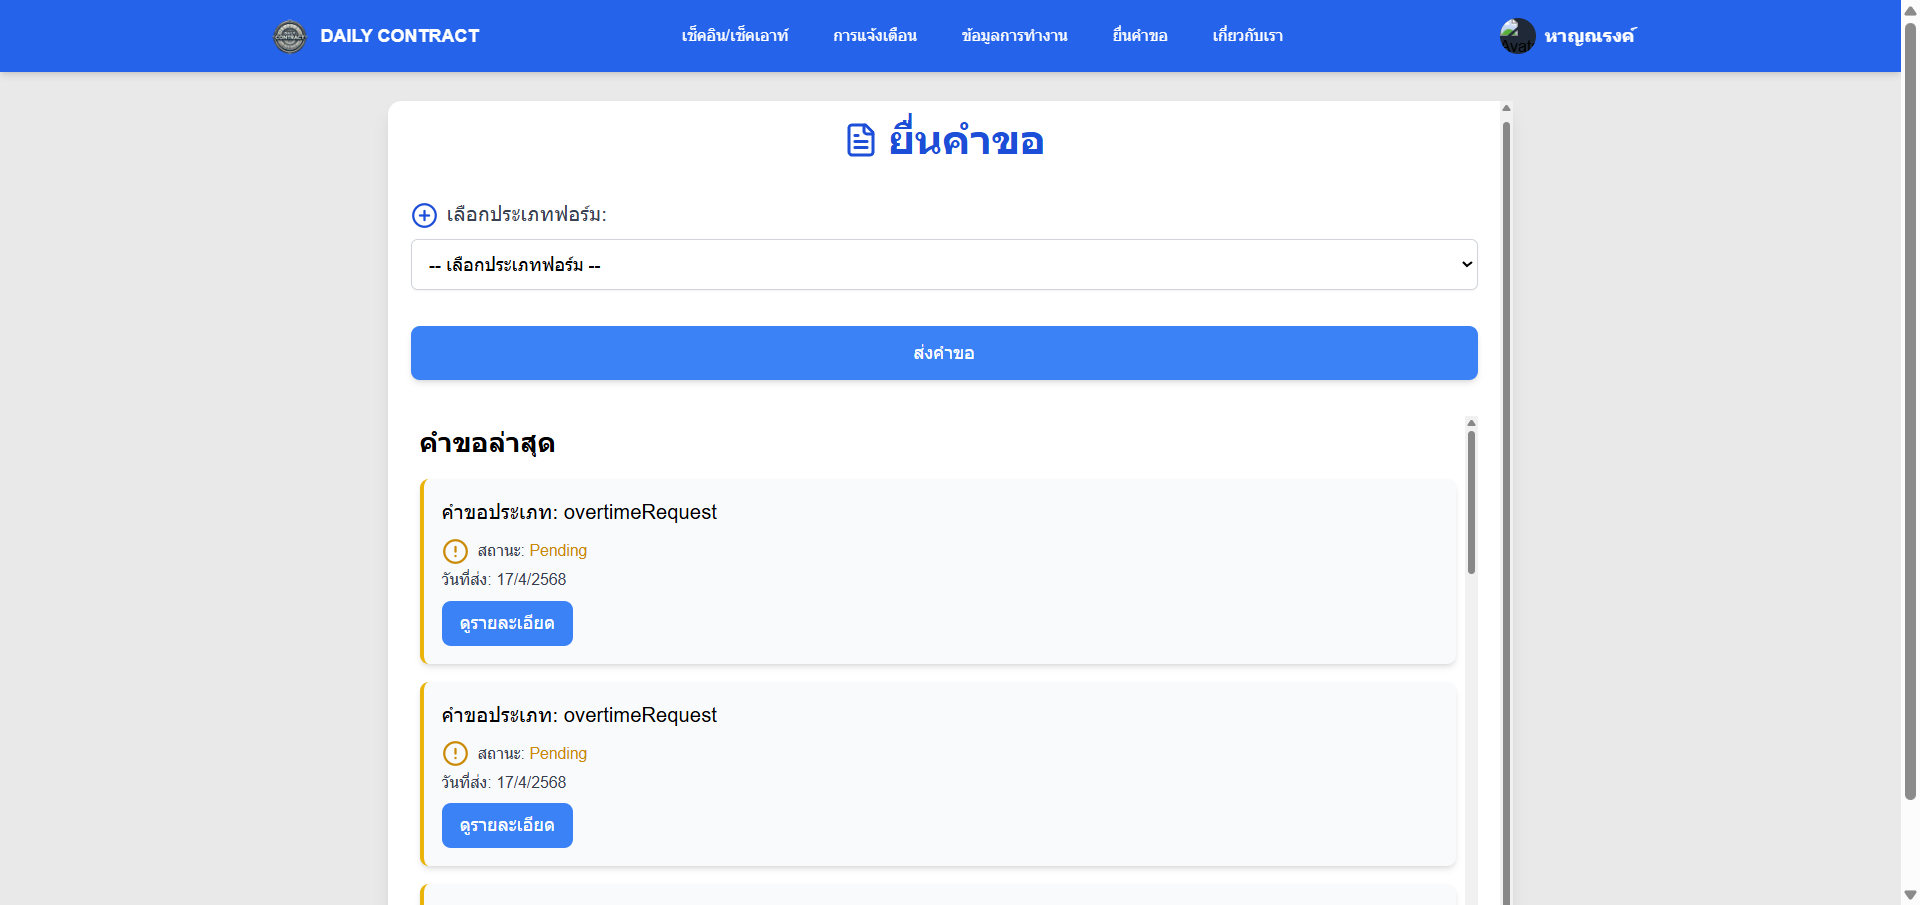 DAILY CONTRACT
เช็คอิน/เช็คเอาท์
การแจ้งเตือน
ข้อมูลการทำงาน
ยื่นคำขอ
เกี่ยวกับเรา
หาญณรงค์
ยื่นคำขอ
เลือกประเภทฟอร์ม:
-- เลือกประเภทฟอร์ม --
ส่งคำขอ
คำขอล่าสุด
คำขอประเภท: overtimeRequest
สถานะ: Pending
วันที่ส่ง: 17/4/2568
ดูรายละเอียด
คำขอประเภท: overtimeRequest
สถานะ: Pending
วันที่ส่ง: 17/4/2568
ดูรายละเอียด